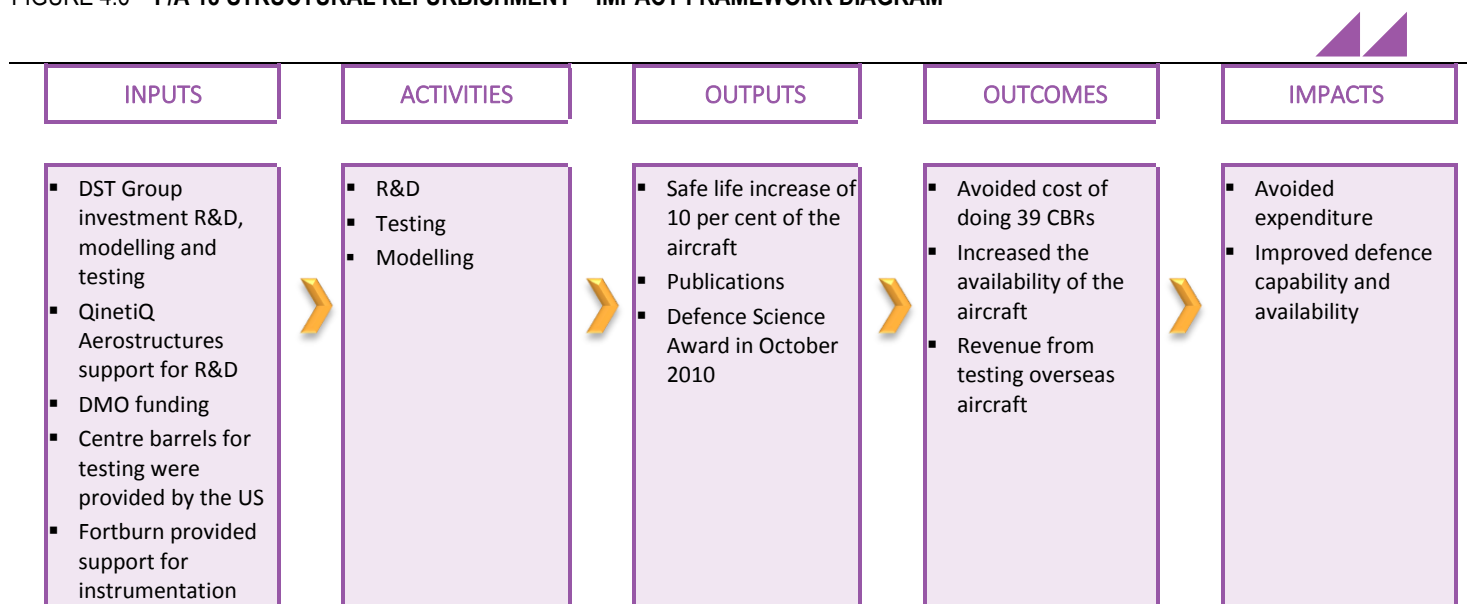 INPUTS
ACTIVITIES
OUTPUTS
OUTCOMES
IMPACTS
▪ DST Group
investment R&D,
modelling and
testing
▪ QinetiQ
Aerostructures
support for R&D
▪ DMO funding
▪ Centre barrels for
testing were
provided by the US
▪ Fortburn provided
support for
instrumentation
▪ R&D
▪ Testing
▪ Modelling
▪ Safe life increase of
10 per cent of the
aircraft
▪ Publications
▪ Defence Science
Award in October
2010
▪ Avoided cost of
doing 39 CBRs
▪ Increased the
availability of the
aircraft
▪ Revenue from
testing overseas
aircraft
▪ Avoided
expenditure
▪ Improved defence
capability and
availability